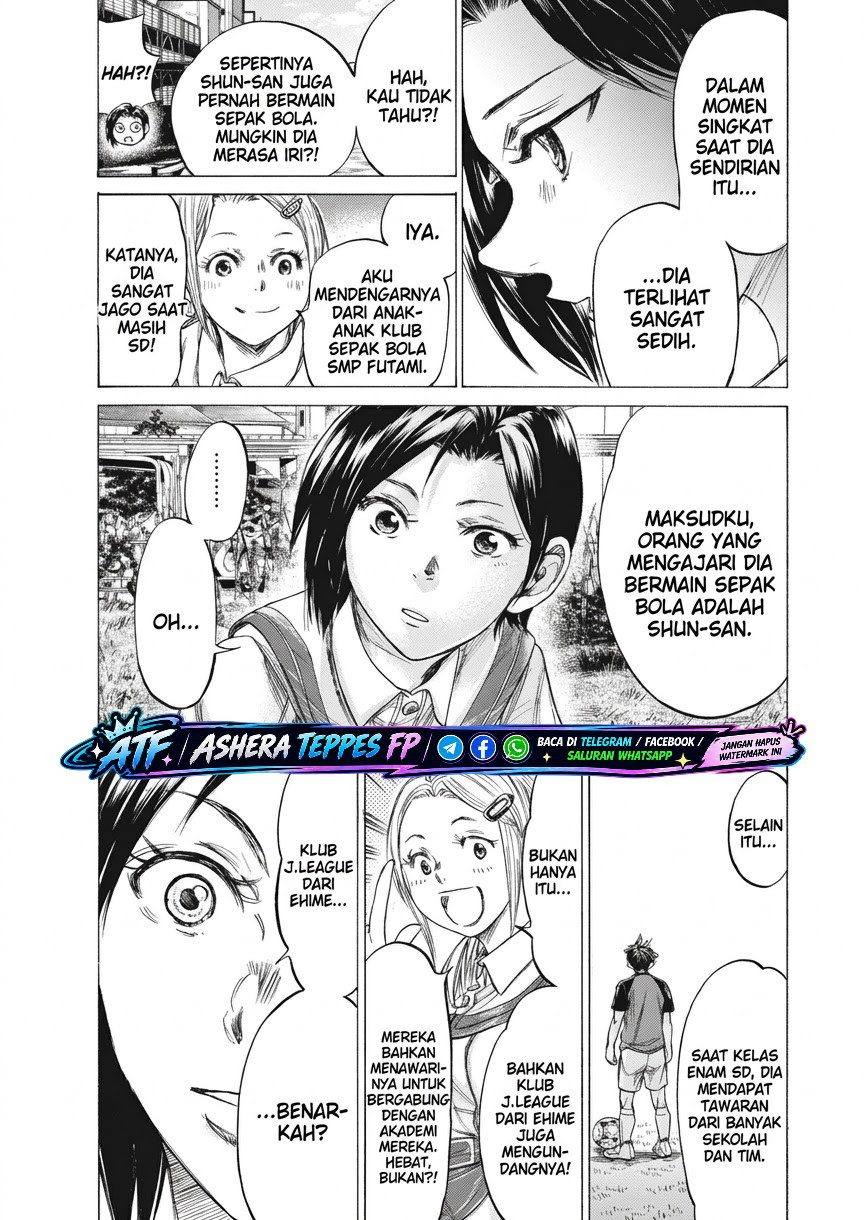 DALAM
MOMEN
SINGKAT
SAAT DIA
SENDIRIAN
ITU...
...DIA
TERLIHAT
SANGAT
SEDIH.
HAH,
KAU TIDAK
TAHU?!
SEPERTINYA
SHUN-SAN JUGA
PERNAH BERMAIN
SEPAK BOLA.
MUNGKIN DIA
MERASA IRI?!
HAH?!
IYA.
AKU
MENDENGARNYA
DARI ANAK-
ANAK KLUB
SEPAK BOLA
SMP FUTAMI.
KATANYA,
DIA
SANGAT
JAGO SAAT
MASIH
SD!
MAKSUDKU,
ORANG YANG
MENGAJARI DIA
BERMAIN SEPAK
BOLA ADALAH
SHUN-SAN.
........
OH...
ATF
ASHERA TEPPES FP
BACA DI TELEGRAM / FACEBOOK /
SALURAN WHATSAPP
JANGAN HAPUS
WATERMARK INI
SELAIN
ITU...
SAAT KELAS
ENAM SD, DIA
MENDAPAT
TAWARAN
DARI BANYAK
SEKOLAH
DAN TIM.
BUKAN
HANYA
ITU...
BAHKAN
KLUB
J.LEAGUE
DARI EHIME
JUGA
MENGUN-
DANGNYA!
MEREKA
BAHKAN
MENAWARI-
NYA UNTUK
BERGABUNG
DENGAN
AKADEMI
MEREKA.
HEBAT,
BUKAN?!
KLUB
J.LEAGUE
DARI
EHIME...
...BENAR-
KAH?